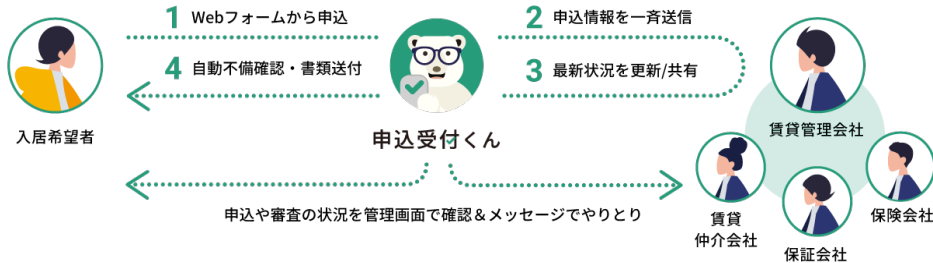 1 Webフォームから申込
2 申込情報を一斉送信
4 自動不備確認・書類送付
3 最新状況を更新/共有
入居希望者
申込受付くん
賃貸管理会社
申込や審査の状況を管理画面で確認＆メッセージでやりとり
賃貸
仲介会社
保証会社
保険会社